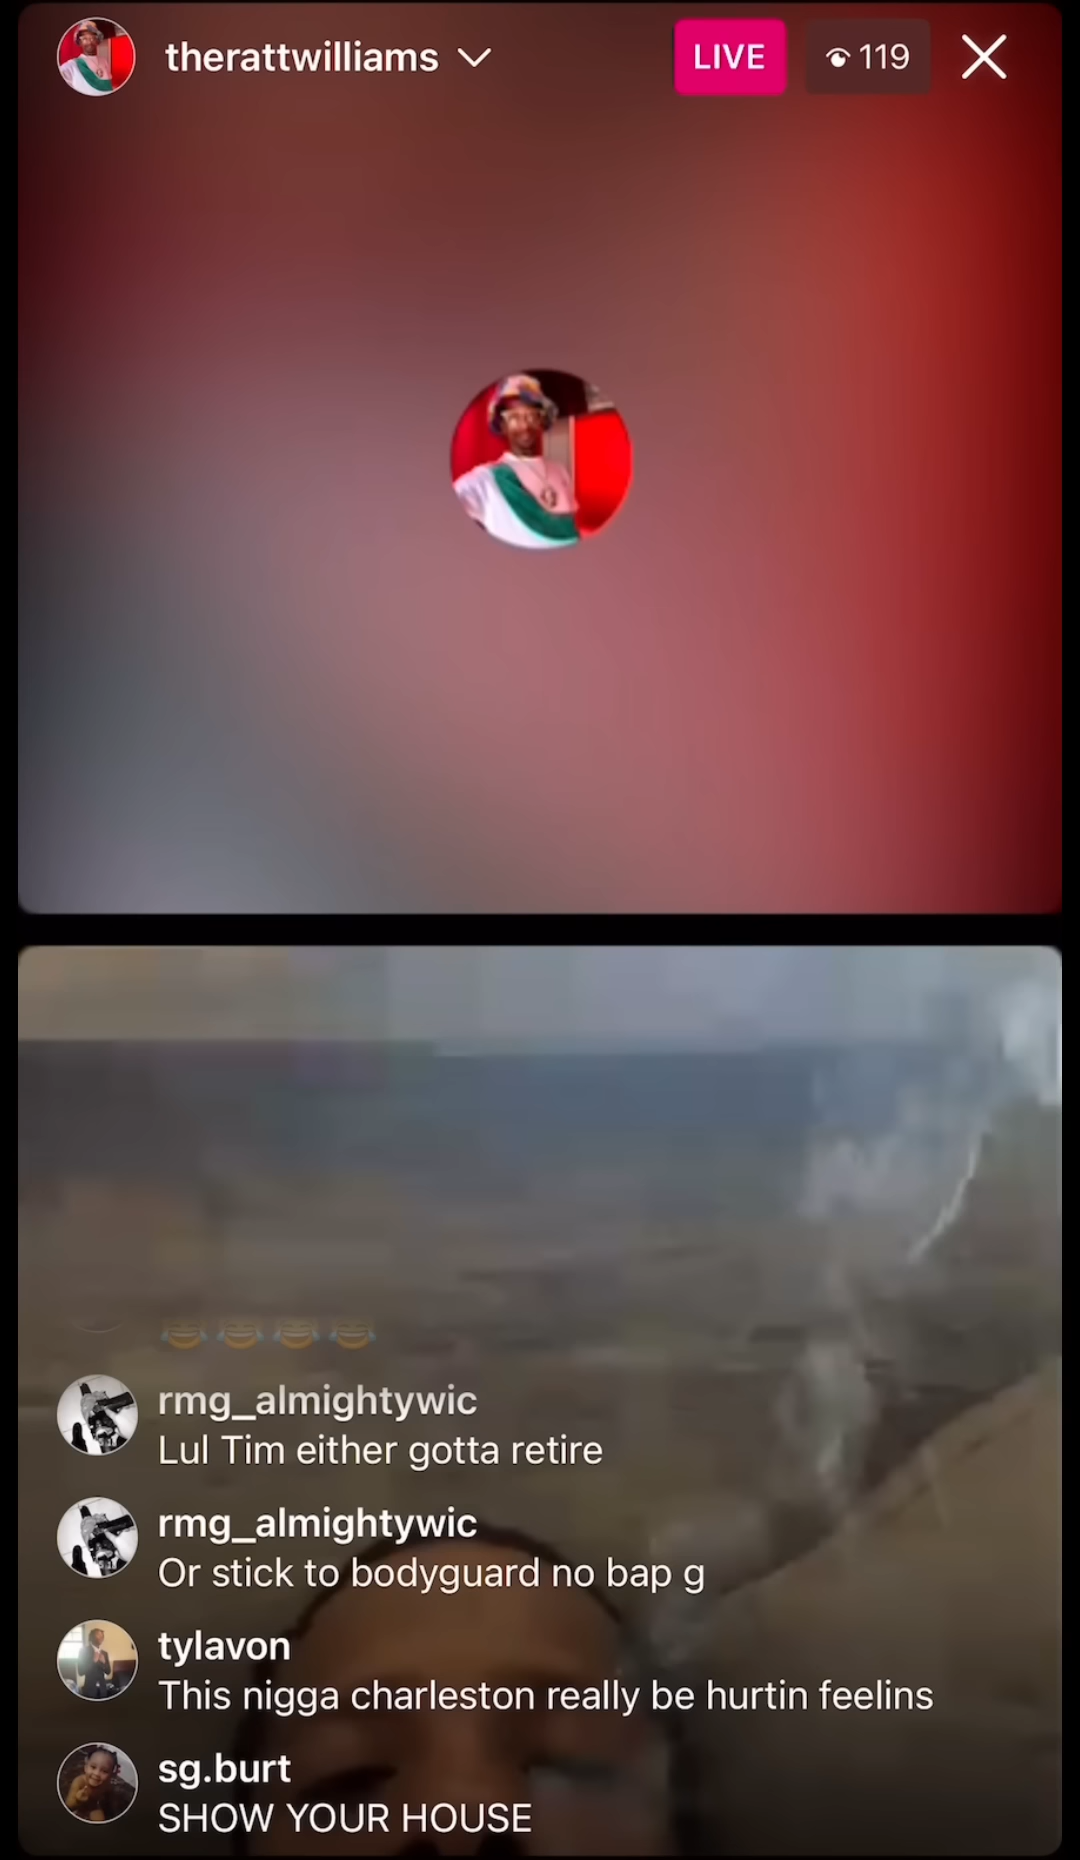 therattwilliams
LIVE
119
😂😂😂😂
rmg_almightywic
Lul Tim either gotta retire
rmg_almightywic
Or stick to bodyguard no bap g
tylavon
This nigga charleston really be hurtin feelins
sg.burt
SHOW YOUR HOUSE